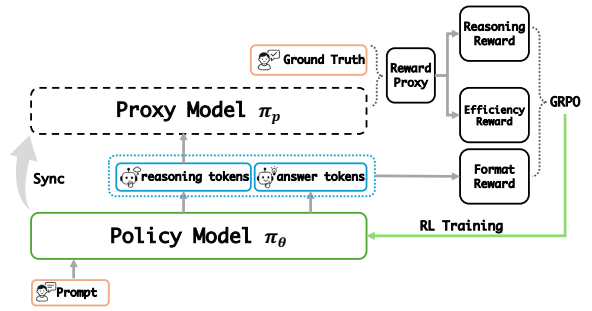 Reasoning
Reward
Ground Truth
Reward
Proxy
Proxy Model πp
Efficiency
Reward
GRPO
reasoning tokens
answer tokens
Format
Reward
Sync
RL Training
Policy Model πθ
Prompt